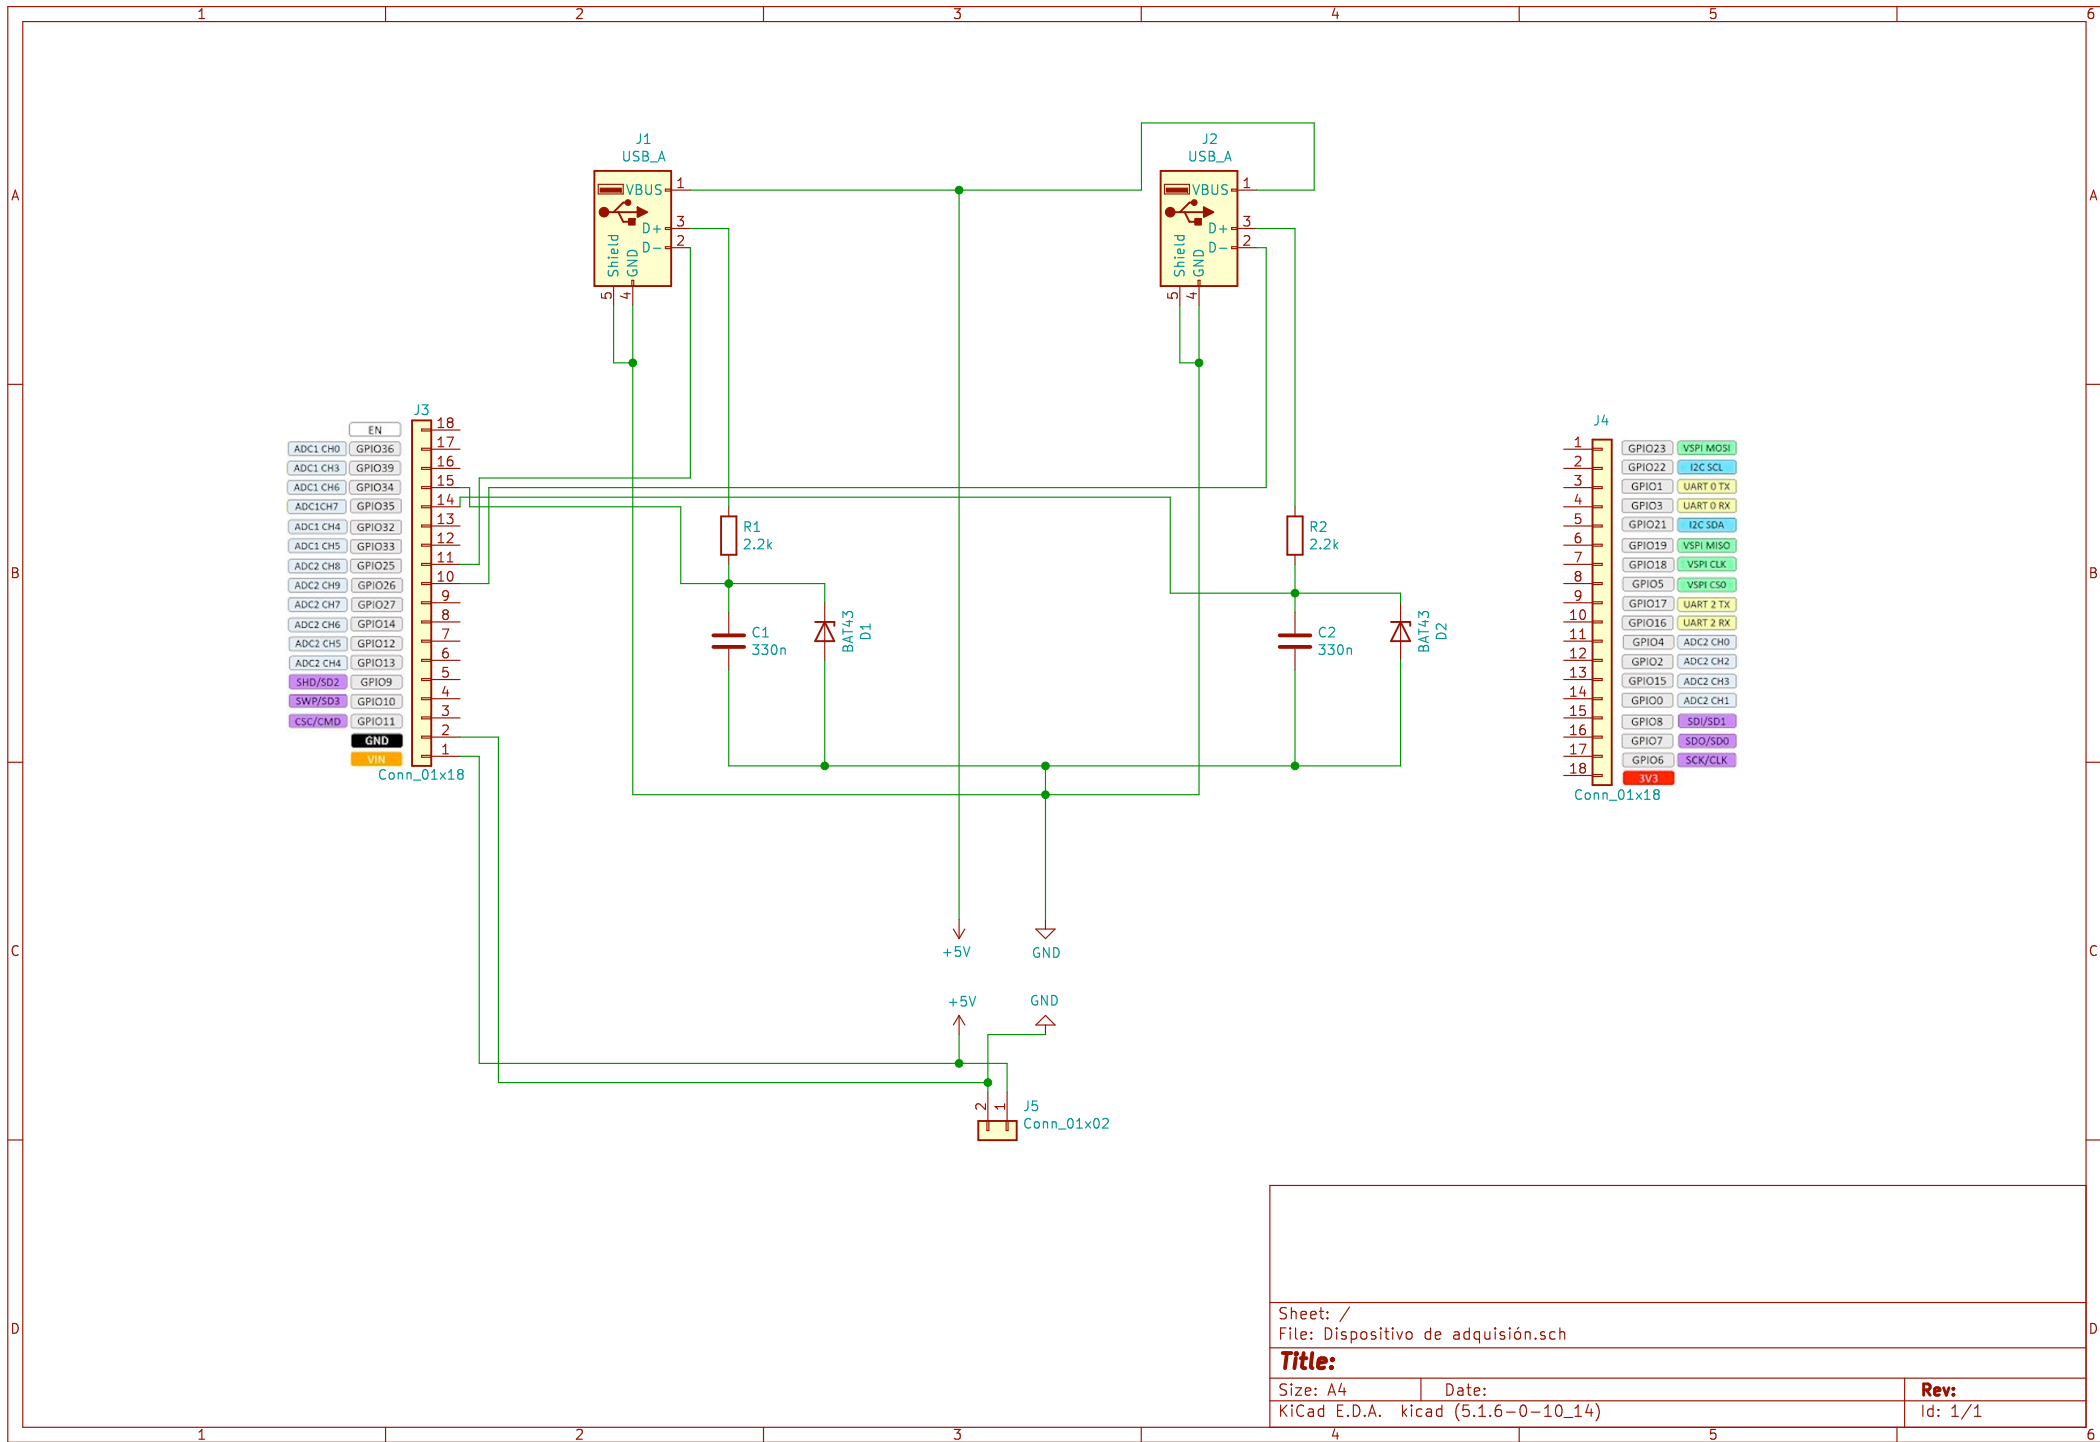 1 2 3 4 5 6
A A
B B
C C
D D
J1
USB_A
VBUS 1
D+ 3
D- 2
Shield
GND
5 4
J2
USB_A
VBUS 1
D+ 3
D- 2
Shield
GND
5 4
J3
EN 18
ADC1 CH0 GPIO36 17
ADC1 CH3 GPIO39 16
ADC1 CH6 GPIO34 15
ADC1CH7 GPIO35 14
ADC1 CH4 GPIO32 13
ADC1 CH5 GPIO33 12
ADC2 CH8 GPIO25 11
ADC2 CH9 GPIO26 10
ADC2 CH7 GPIO27 9
ADC2 CH6 GPIO14 8
ADC2 CH5 GPIO12 7
ADC2 CH4 GPIO13 6
SHD/SD2 GPIO9 5
SWP/SD3 GPIO10 4
CSC/CMD GPIO11 3
GND 2
VIN 1
Conn_01x18
R1
2.2k
C1
330n
BAT43
D1
R2
2.2k
C2
330n
BAT43
D2
J4
1 GPIO23 VSPI MOSI
2 GPIO22 I2C SCL
3 GPIO1 UART 0 TX
4 GPIO3 UART 0 RX
5 GPIO21 I2C SDA
6 GPIO19 VSPI MISO
7 GPIO18 VSPI CLK
8 GPIO5 VSPI CS0
9 GPIO17 UART 2 TX
10 GPIO16 UART 2 RX
11 GPIO4 ADC2 CH0
12 GPIO2 ADC2 CH2
13 GPIO15 ADC2 CH3
14 GPIO0 ADC2 CH1
15 GPIO8 SDI/SD1
16 GPIO7 SDO/SD0
17 GPIO6 SCK/CLK
18 3V3
Conn_01x18
+5V GND
+5V GND
2 1
J5
Conn_01x02
Sheet: /
File: Dispositivo de adquisión.sch
Title:
Size: A4 Date: Rev:
KiCad E.D.A. kicad (5.1.6-0-10_14) Id: 1/1
1 2 3 4 5 6